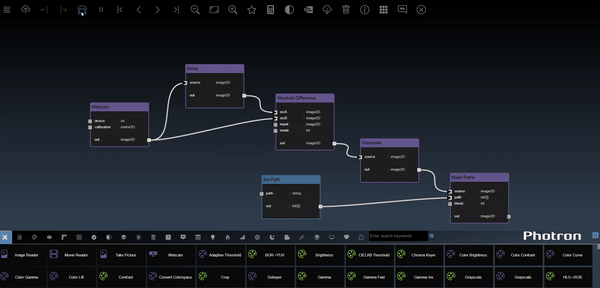 Delay
source : image2D
out : image2D
Webcam
device : int
calibration : matrix2D
out : image2D
Absolute Difference
srcA : image2D
srcB : image2D
mask : image2D
mode : int
out : image2D
Grayscale
source : image2D
out : image2D
Set Path
path : string
out : int[][]
Mask Paths
source : image2D
path : int[][]
blend : int
out : image2D
Enter search keywords
Photron
Image Reader
Movie Reader
Take Picture
Webcam
Adaptive Threshold
BGR->YUV
Brightness
CIELAB Threshold
Chroma Keyer
Color Brightness
Color Contrast
Color Curve
Color Gamma
Color Lift
Contrast
Convert Colorspace
Crop
Debayer
Gamma
Gamma Fwd
Gamma Inv
Grayscale
Grayscale
HLS->RGB